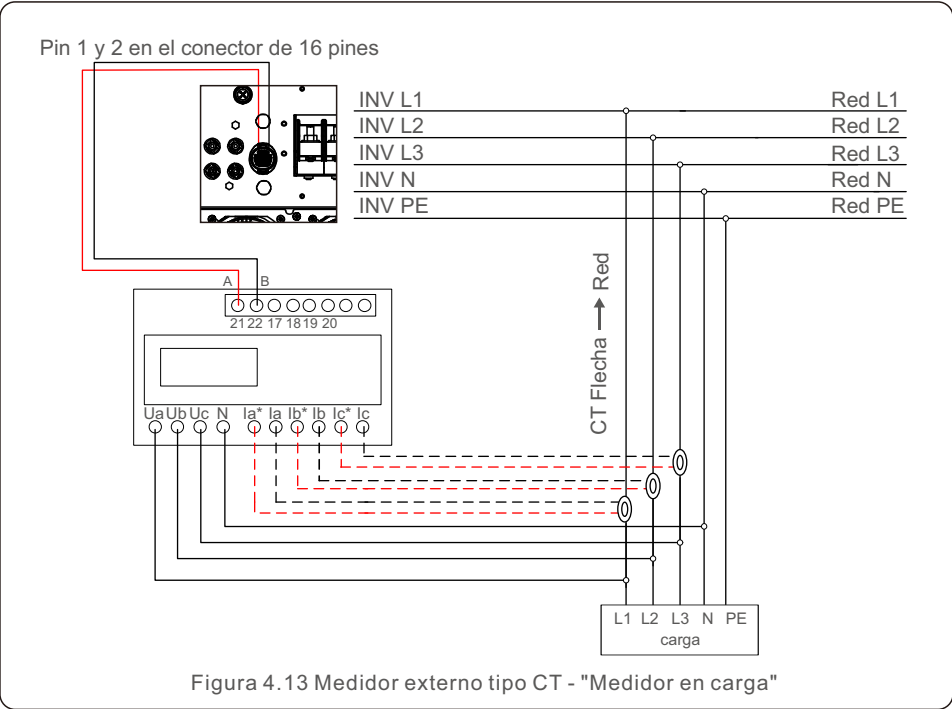 Pin 1 y 2 en el conector de 16 pines
INV L1 Red L1
INV L2 Red L2
INV L3 Red L3
INV N Red N
INV PE Red PE
CT Flecha → Red
A B
21 22 17 18 19 20
Ua Ub Uc N Ia* Ia Ib* Ib Ic* Ic
L1 L2 L3 N PE
carga
Figura 4.13 Medidor externo tipo CT - "Medidor en carga"